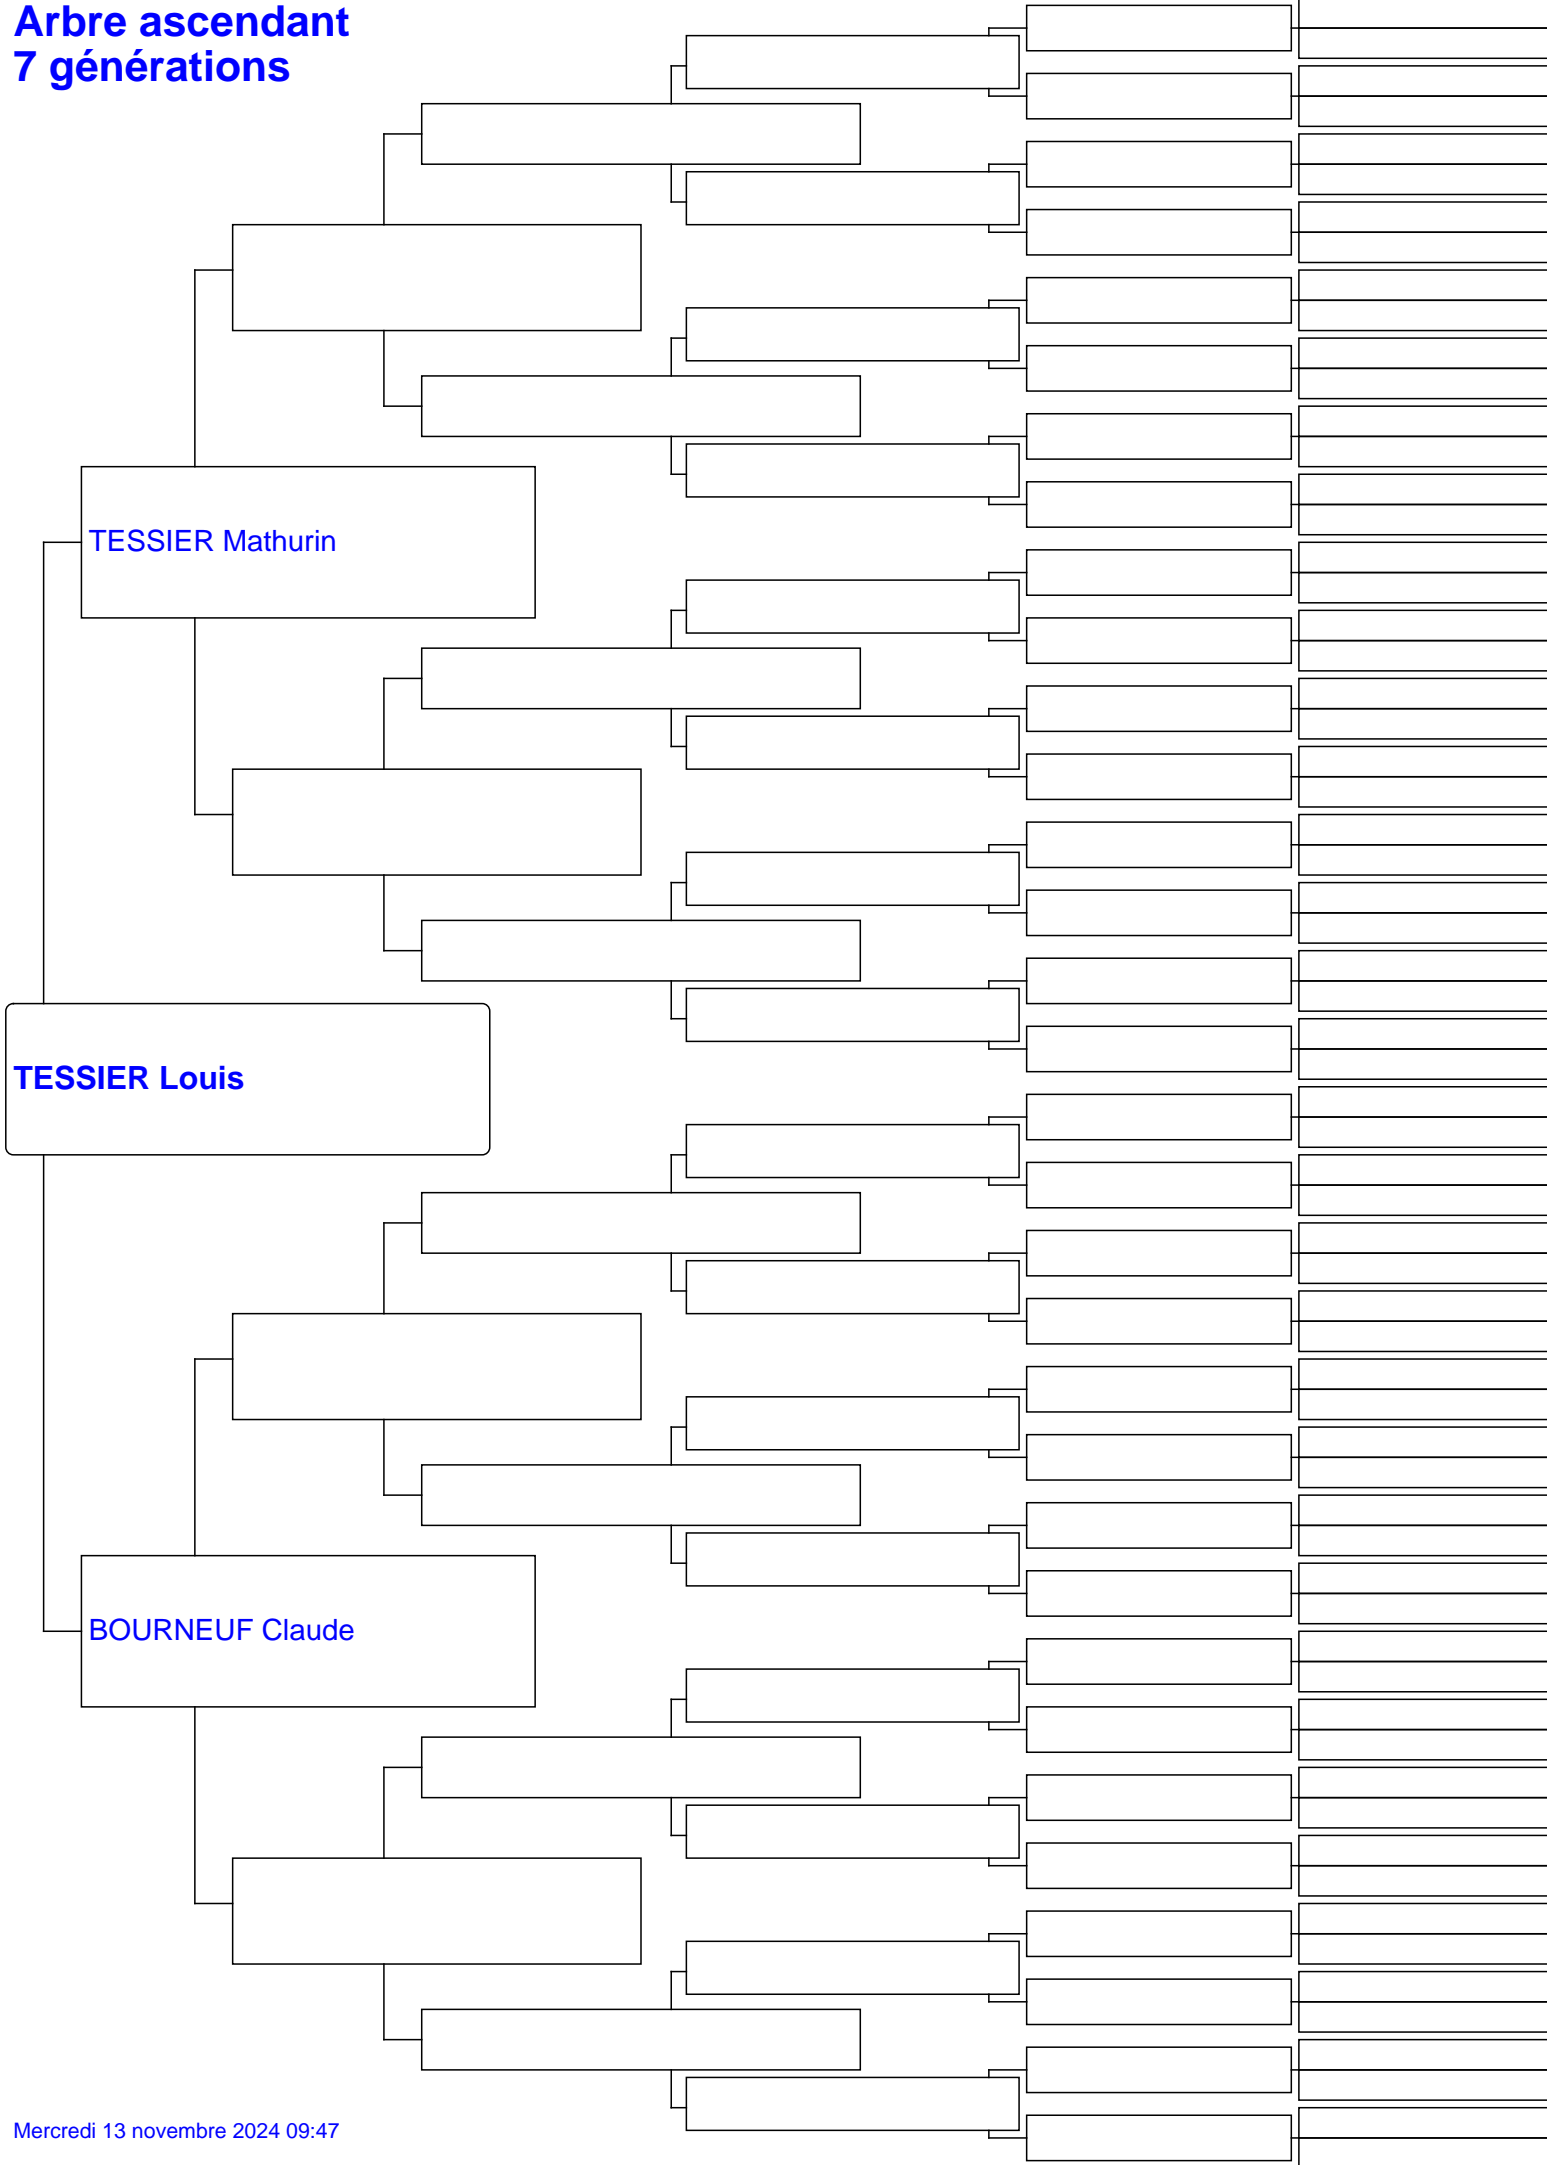 Arbre ascendant
7 générations
TESSIER Mathurin
TESSIER Louis
BOURNEUF Claude
Mercredi 13 novembre 2024 09:47